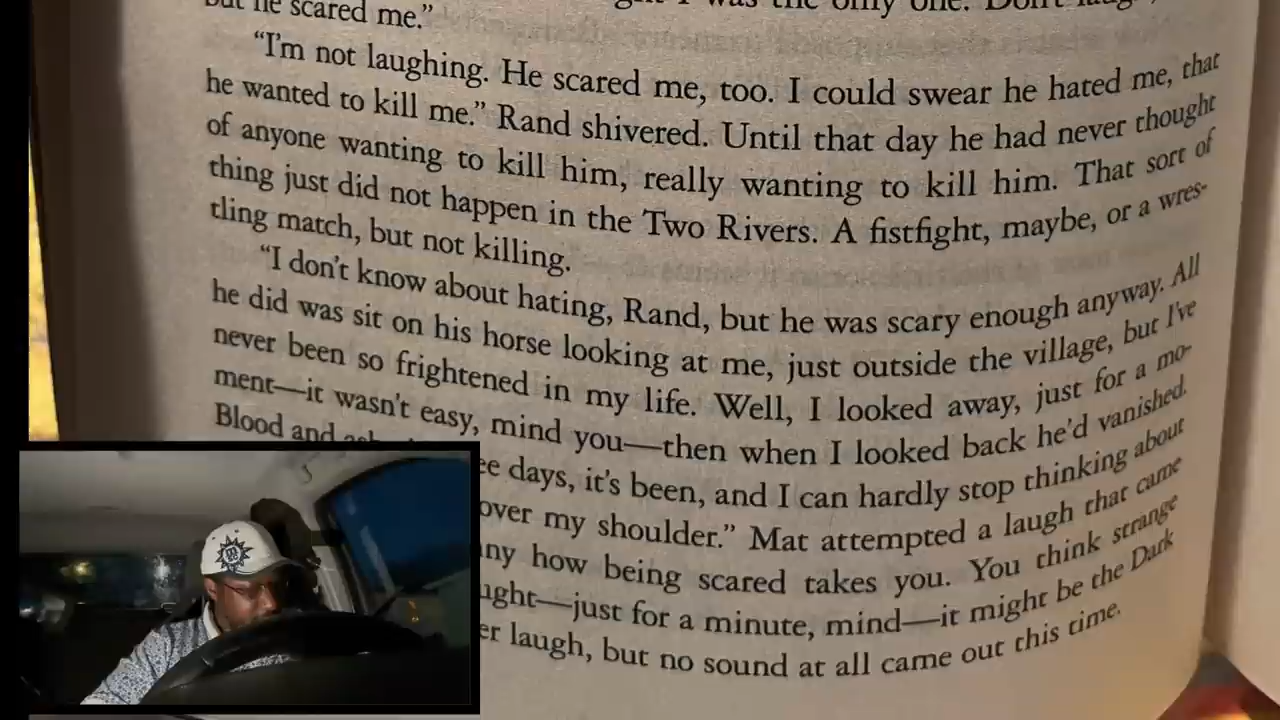 but he scared me.”
I was the only one. Don't laugh,
“I'm not laughing. He scared me, too. I could swear he hated me, that
he wanted to kill me.” Rand shivered. Until that day he had never thought
of anyone wanting to kill him, really wanting to kill him. That sort of
thing just did not happen in the Two Rivers. A fistfight, maybe, or a wres-
tling match, but not killing.
“I don't know about hating, Rand, but he was scary enough anyway. All
he did was sit on his horse looking at me, just outside the village, but I've
never been so frightened in my life. Well, I looked away, just for a mo-
ment—it wasn't easy, mind you—then when I looked back he'd vanished.
Blood and
days, it's been, and I can hardly stop thinking about
over my shoulder.” Mat attempted a laugh that came
how being scared takes you. You think strange
—just for a minute, mind—it might be the Dark
laugh, but no sound at all came out this time.